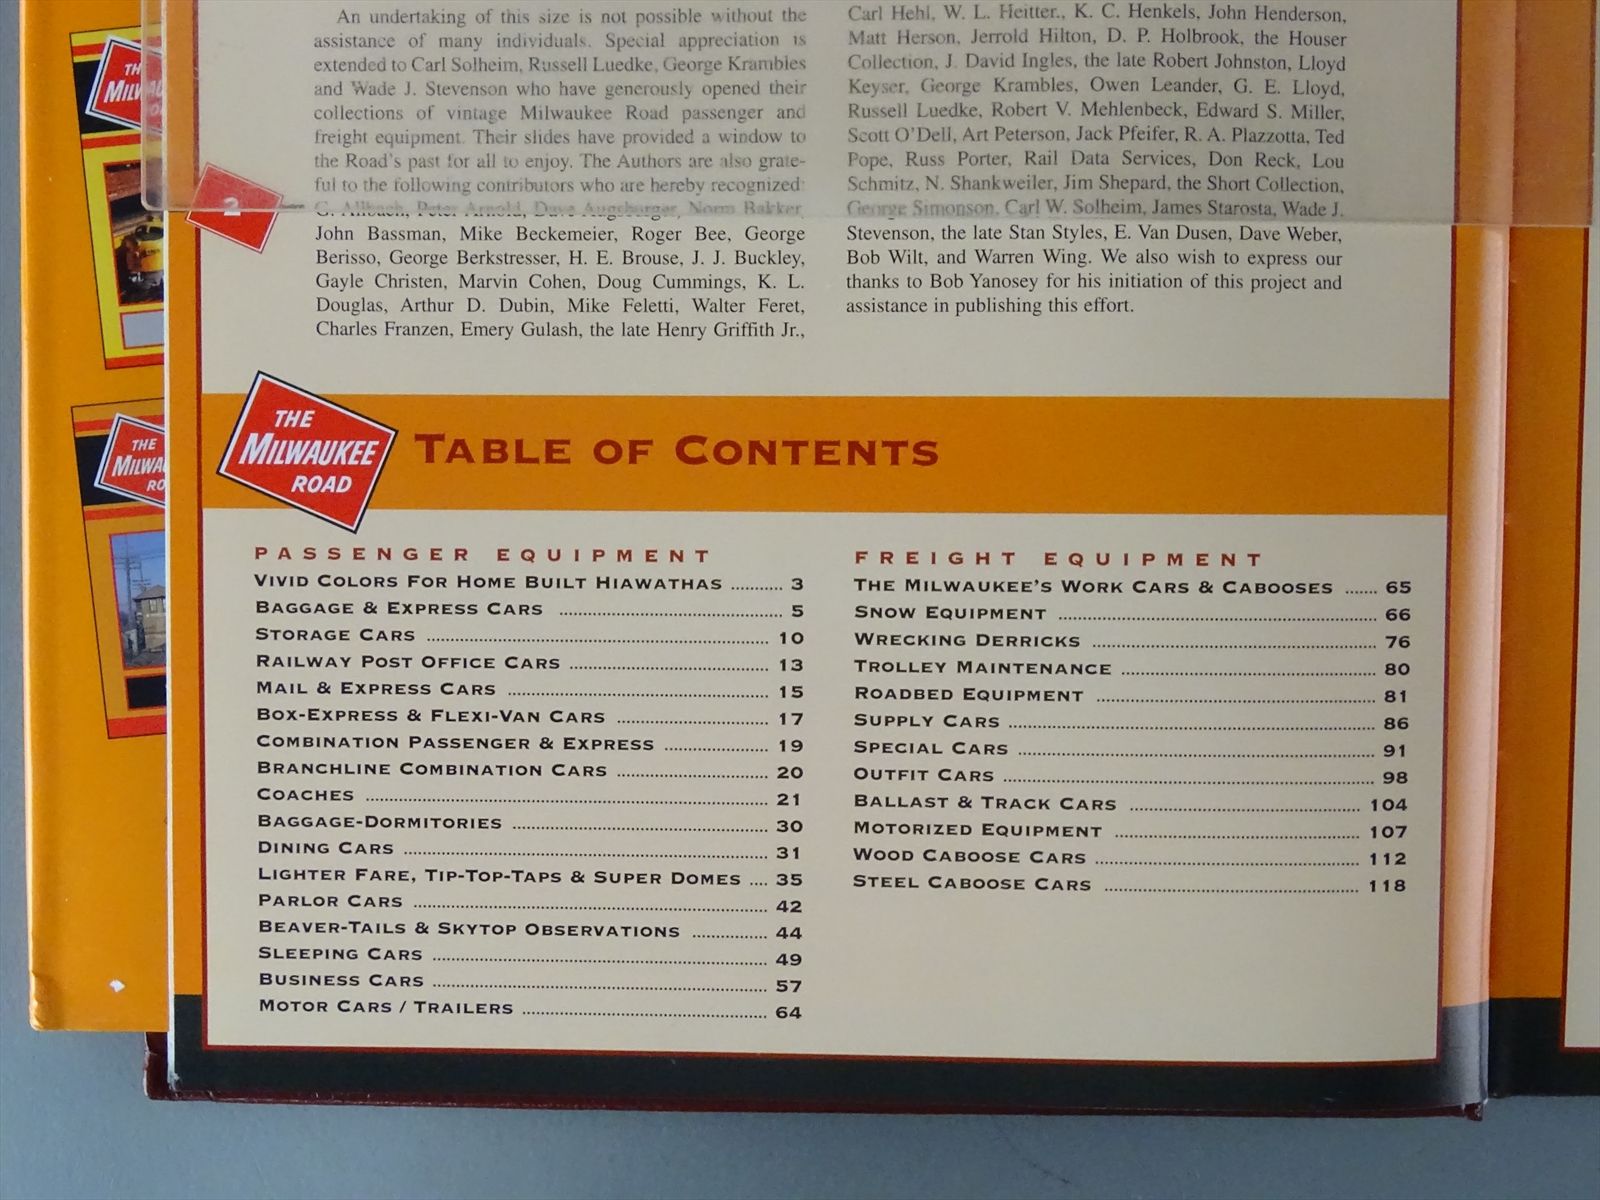 An undertaking of this size is not possible without the
assistance of many individuals. Special appreciation is
extended to Carl Solheim, Russell Luedke, George Krambles
and Wade J. Stevenson who have generously opened their
collections of vintage Milwaukee Road passenger and
freight equipment. Their slides have provided a window to
the Road's past for all to enjoy. The Authors are also grate-
ful to the following contributors who are hereby recognized:
G. Allbach, Peter Arnold, Dave Augsburger, Norm Bakker,
John Bassman, Mike Beckemeier, Roger Bee, George
Berisso, George Berkstresser, H. E. Brouse, J. J. Buckley,
Gayle Christen, Marvin Cohen, Doug Cummings, K. L.
Douglas, Arthur D. Dubin, Mike Feletti, Walter Feret,
Charles Franzen, Emery Gulash, the late Henry Griffith Jr.,
Carl Hehl, W. L. Heitter., K. C. Henkels, John Henderson,
Matt Herson, Jerrold Hilton, D. P. Holbrook, the Houser
Collection, J. David Ingles, the late Robert Johnston, Lloyd
Keyser, George Krambles, Owen Leander, G. E. Lloyd,
Russell Luedke, Robert V. Mehlenbeck, Edward S. Miller,
Scott O'Dell, Art Peterson, Jack Pfeifer, R. A. Plazzotta, Ted
Pope, Russ Porter, Rail Data Services, Don Reck, Lou
Schmitz, N. Shankweiler, Jim Shepard, the Short Collection,
George Simonson, Carl W. Solheim, James Starosta, Wade J.
Stevenson, the late Stan Styles, E. Van Dusen, Dave Weber,
Bob Wilt, and Warren Wing. We also wish to express our
thanks to Bob Yanosey for his initiation of this project and
assistance in publishing this effort.
2
THE
MILWAUKEE
ROAD
TABLE OF CONTENTS
PASSENGER EQUIPMENT
VIVID COLORS FOR HOME BUILT HIAWATHAS .......... 3
BAGGAGE & EXPRESS CARS .......... 5
STORAGE CARS .......... 10
RAILWAY POST OFFICE CARS .......... 13
MAIL & EXPRESS CARS .......... 15
BOX-EXPRESS & FLEXI-VAN CARS .......... 17
COMBINATION PASSENGER & EXPRESS .......... 19
BRANCHLINE COMBINATION CARS .......... 20
COACHES .......... 21
BAGGAGE-DORMITORIES .......... 30
DINING CARS .......... 31
LIGHTER FARE, TIP-TOP-TAPS & SUPER DOMES .... 35
PARLOR CARS .......... 42
BEAVER-TAILS & SKYTOP OBSERVATIONS .......... 44
SLEEPING CARS .......... 49
BUSINESS CARS .......... 57
MOTOR CARS / TRAILERS .......... 64
FREIGHT EQUIPMENT
THE MILWAUKEE'S WORK CARS & CABOOSES ....... 65
SNOW EQUIPMENT .......... 66
WRECKING DERRICKS .......... 76
TROLLEY MAINTENANCE .......... 80
ROADBED EQUIPMENT .......... 81
SUPPLY CARS .......... 86
SPECIAL CARS .......... 91
OUTFIT CARS .......... 98
BALLAST & TRACK CARS .......... 104
MOTORIZED EQUIPMENT .......... 107
WOOD CABOOSE CARS .......... 112
STEEL CABOOSE CARS .......... 118